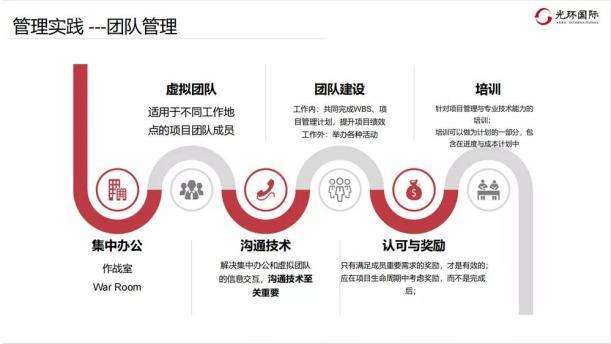 管理实践 ---团队管理
光环国际
虚拟团队
适用于不同工作地
点的项目团队成员
团队建设
工作内：共同完成WBS、项
目管理计划，提升项目绩效
工作外：举办各种活动
培训
针对项目管理与专业技术能力的
培训；
培训可以做为计划的一部分，包
含在进度与成本计划中
集中办公
作战室
War Room
沟通技术
解决集中办公和虚拟团队
的信息交互，沟通技术至
关重要
认可与奖励
只有满足成员重要需求的奖励，才是有效的；
应在项目生命周期中考虑奖励，而不是完成
后；